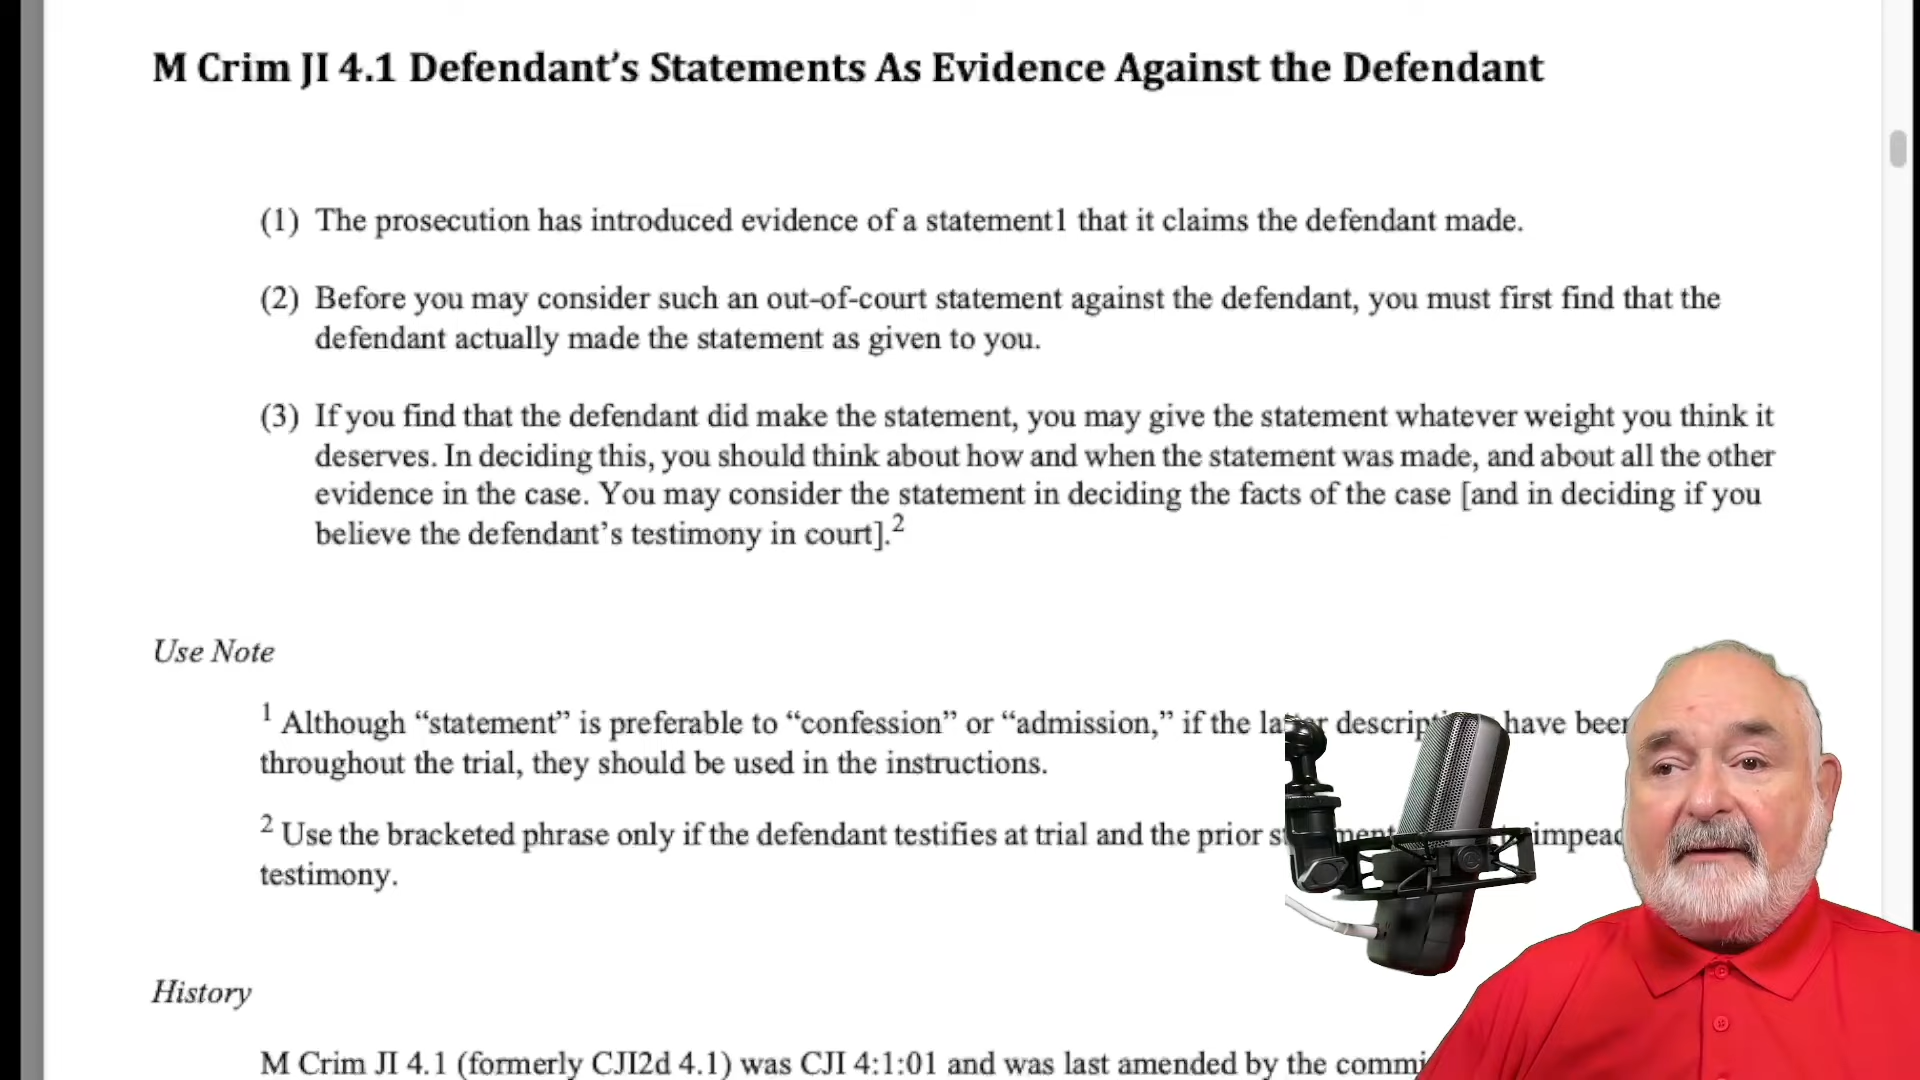 M Crim JI 4.1 Defendant’s Statements As Evidence Against the Defendant
(1) The prosecution has introduced evidence of a statement1 that it claims the defendant made.
(2) Before you may consider such an out-of-court statement against the defendant, you must first find that the
defendant actually made the statement as given to you.
(3) If you find that the defendant did make the statement, you may give the statement whatever weight you think it
deserves. In deciding this, you should think about how and when the statement was made, and about all the other
evidence in the case. You may consider the statement in deciding the facts of the case [and in deciding if you
believe the defendant’s testimony in court].2
Use Note
1 Although “statement” is preferable to “confession” or “admission,” if the have
throughout the trial, they should be used in the instructions.
2 Use the bracketed phrase only if the defendant testifies at trial and the prior
testimony.
History
M Crim JI 4.1 (formerly CJI2d 4.1) was CJI 4:1:01 and was last amended by the